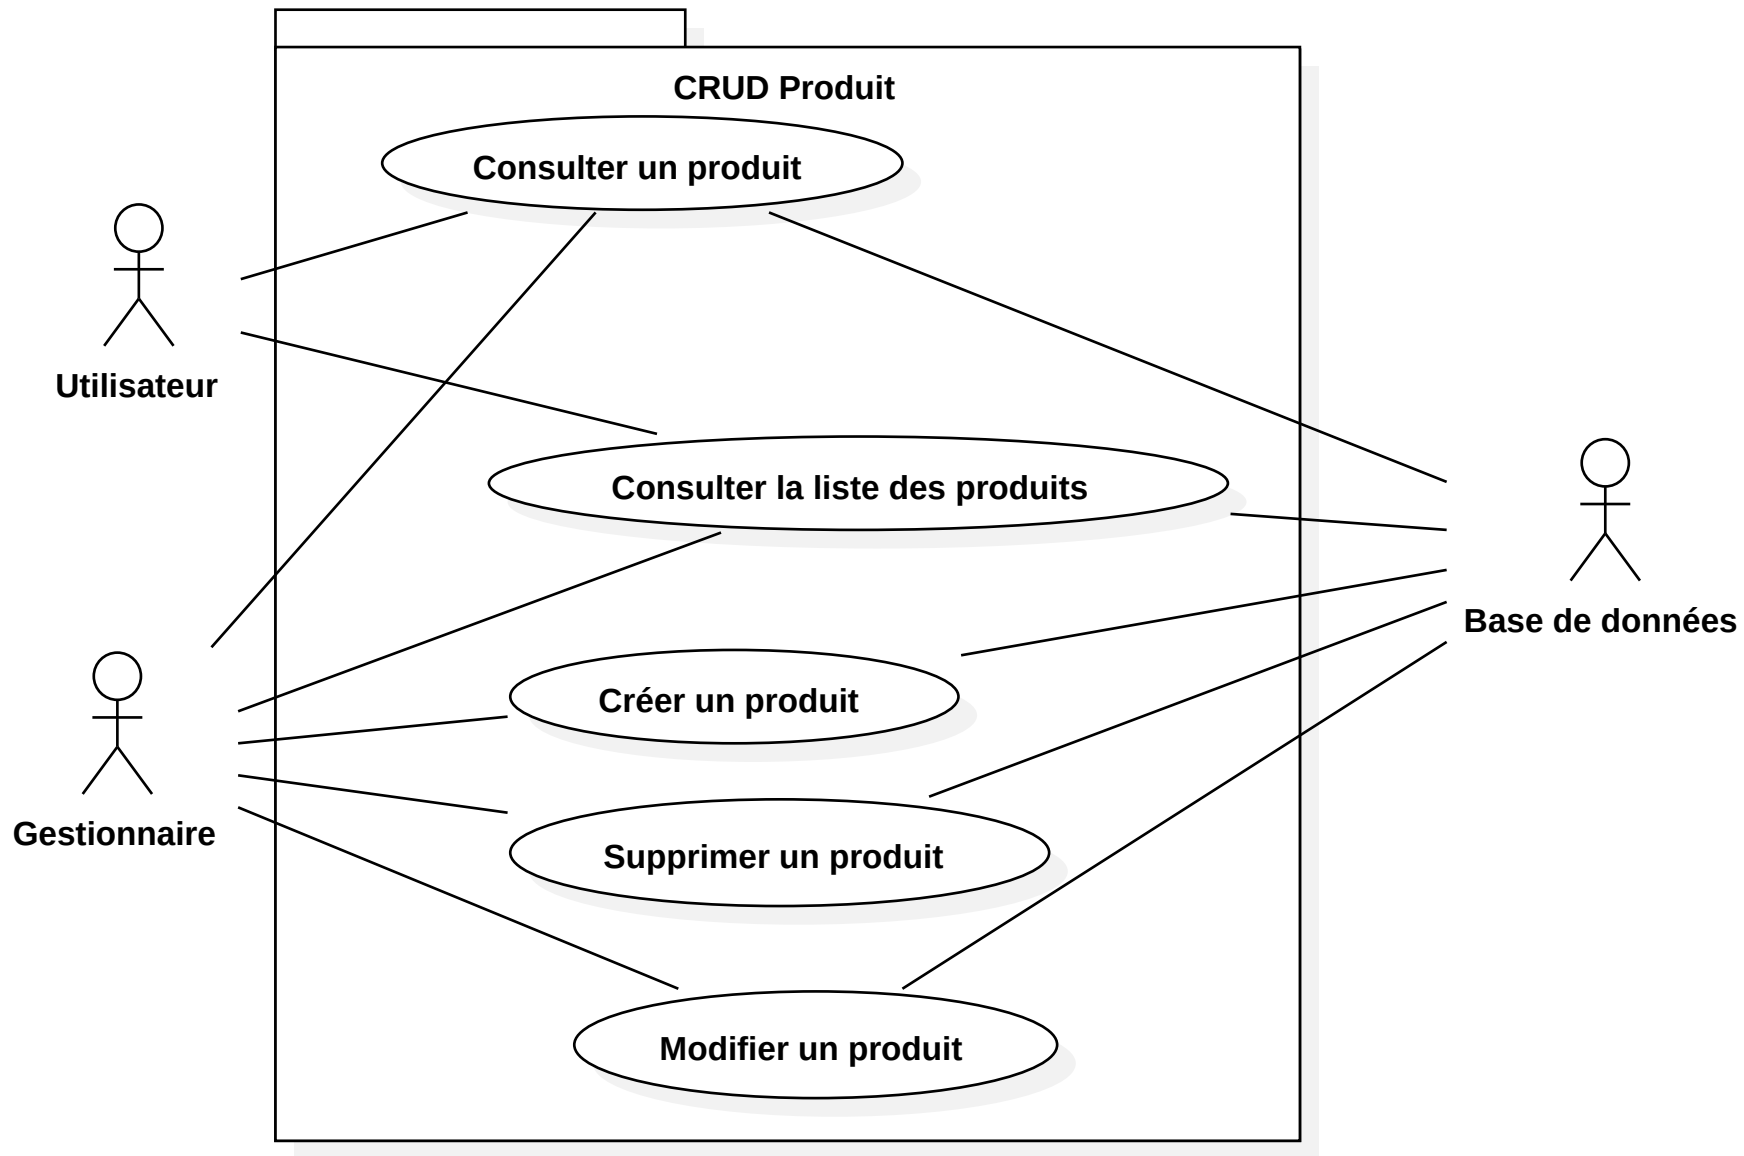 CRUD Produit
Consulter un produit
Utilisateur
Consulter la liste des produits
Base de données
Créer un produit
Gestionnaire
Supprimer un produit
Modifier un produit